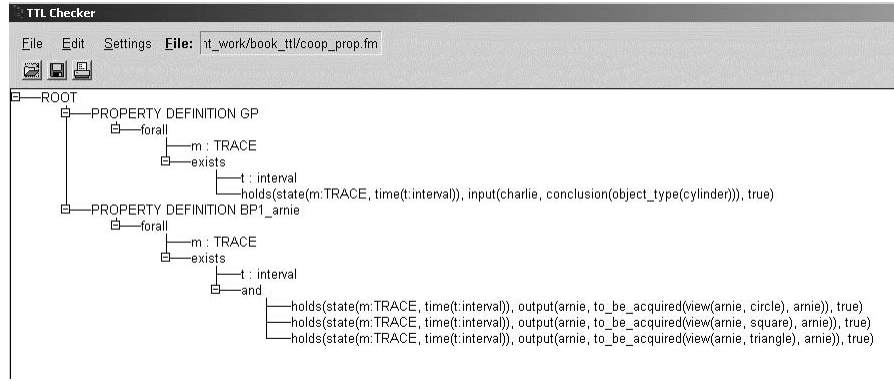 TTL Checker
File Edit Settings File: nt_work/book_ttl/coop_prop.fm
ROOT
PROPERTY DEFINITION GP
forall
m : TRACE
exists
t : interval
holds(state(m:TRACE, time(t:interval)), input(charlie, conclusion(object_type(cylinder))), true)
PROPERTY DEFINITION BP1_arnie
forall
m : TRACE
exists
t : interval
and
holds(state(m:TRACE, time(t:interval)), output(arnie, to_be_acquired(view(arnie, circle), arnie)), true)
holds(state(m:TRACE, time(t:interval)), output(arnie, to_be_acquired(view(arnie, square), arnie)), true)
holds(state(m:TRACE, time(t:interval)), output(arnie, to_be_acquired(view(arnie, triangle), arnie)), true)